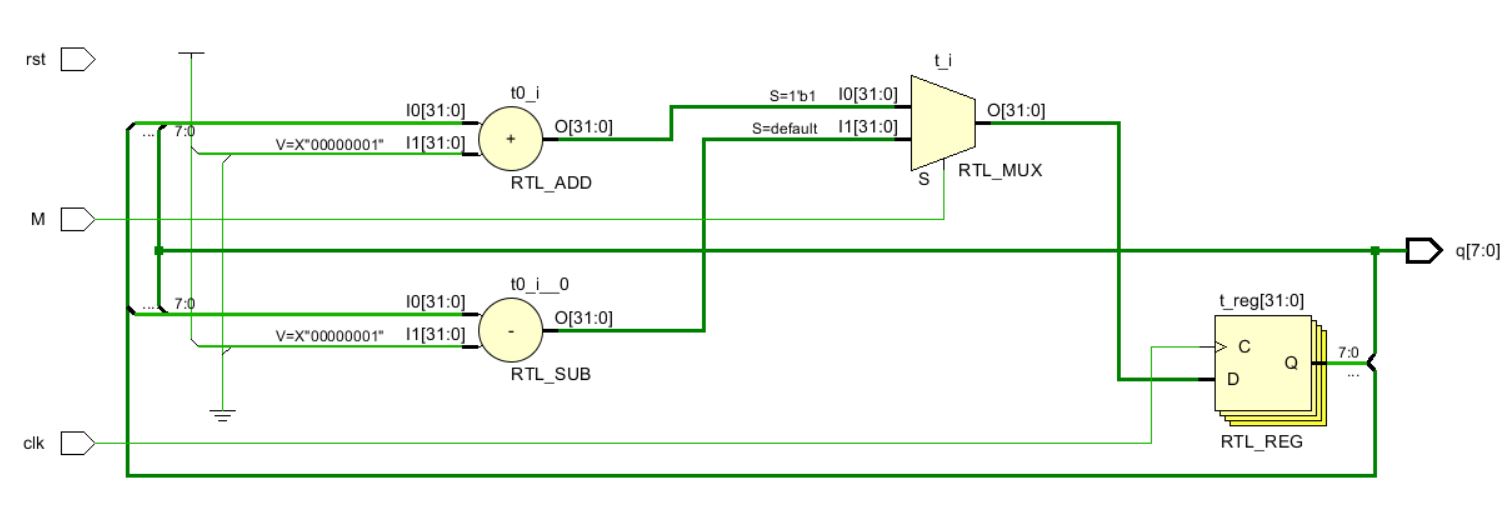 rst
t_i
t0_i
S=1'b1
I0[31:0]
I0[31:0]
O[31:0]
... 7:0
O[31:0]
S=default
I1[31:0]
V=X"00000001"
I1[31:0]
+
RTL_MUX
S
RTL_ADD
M
q[7:0]
t0_i__0
t_reg[31:0]
... 7:0
I0[31:0]
O[31:0]
V=X"00000001"
I1[31:0]
-
C
7:0
Q
...
RTL_SUB
D
clk
RTL_REG